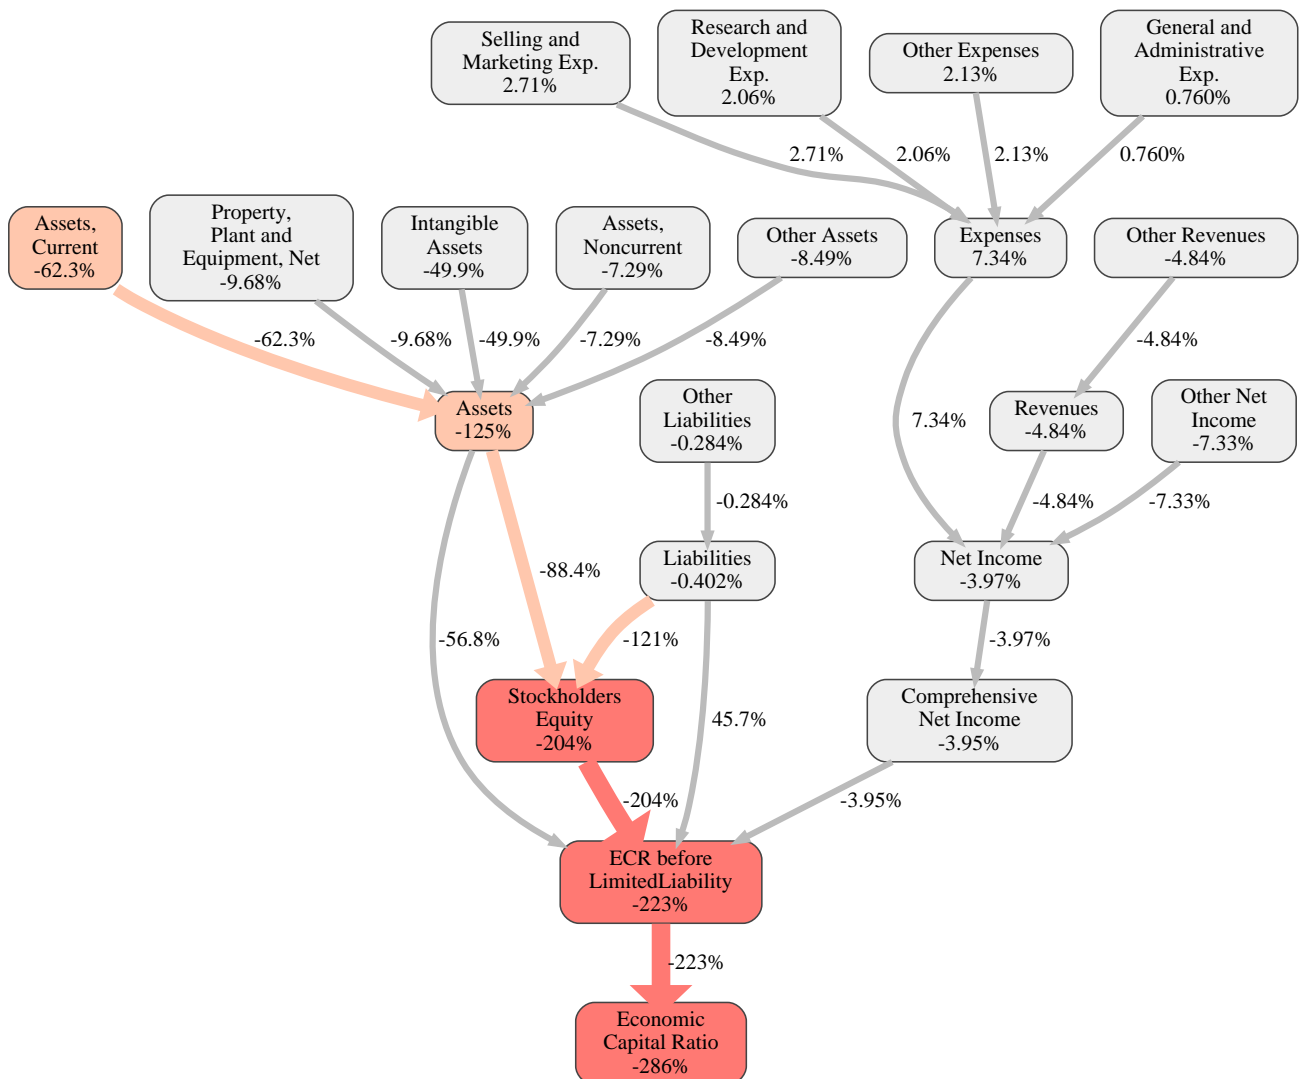 Selling and
Marketing Exp.
2.71%
Research and
Development
Exp.
2.06%
Other Expenses
2.13%
General and
Administrative
Exp.
0.760%
2.71%
2.06%
2.13%
0.760%
Assets,
Current
-62.3%
Property,
Plant and
Equipment, Net
-9.68%
Intangible
Assets
-49.9%
Assets,
Noncurrent
-7.29%
Other Assets
-8.49%
Expenses
7.34%
Other Revenues
-4.84%
-62.3%
-9.68%
-49.9%
-7.29%
-8.49%
-4.84%
Assets
-125%
Other
Liabilities
-0.284%
7.34%
Revenues
-4.84%
Other Net
Income
-7.33%
-0.284%
-4.84%
-7.33%
Liabilities
-0.402%
Net Income
-3.97%
-88.4%
-56.8%
-121%
-3.97%
Stockholders
Equity
-204%
45.7%
Comprehensive
Net Income
-3.95%
-204%
-3.95%
ECR before
LimitedLiability
-223%
-223%
Economic
Capital Ratio
-286%